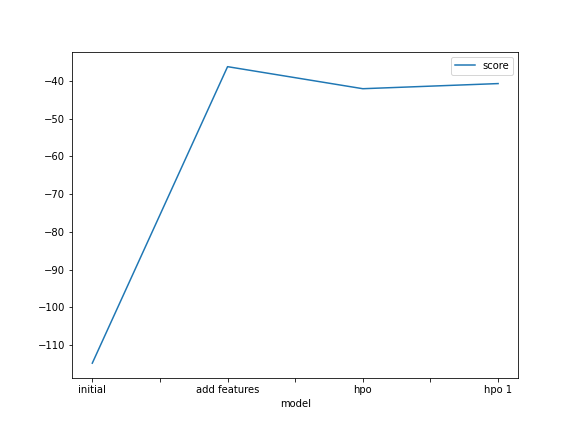 score
−40
−50
−60
−70
−80
−90
−100
−110
initial
add features
hpo
hpo 1
model